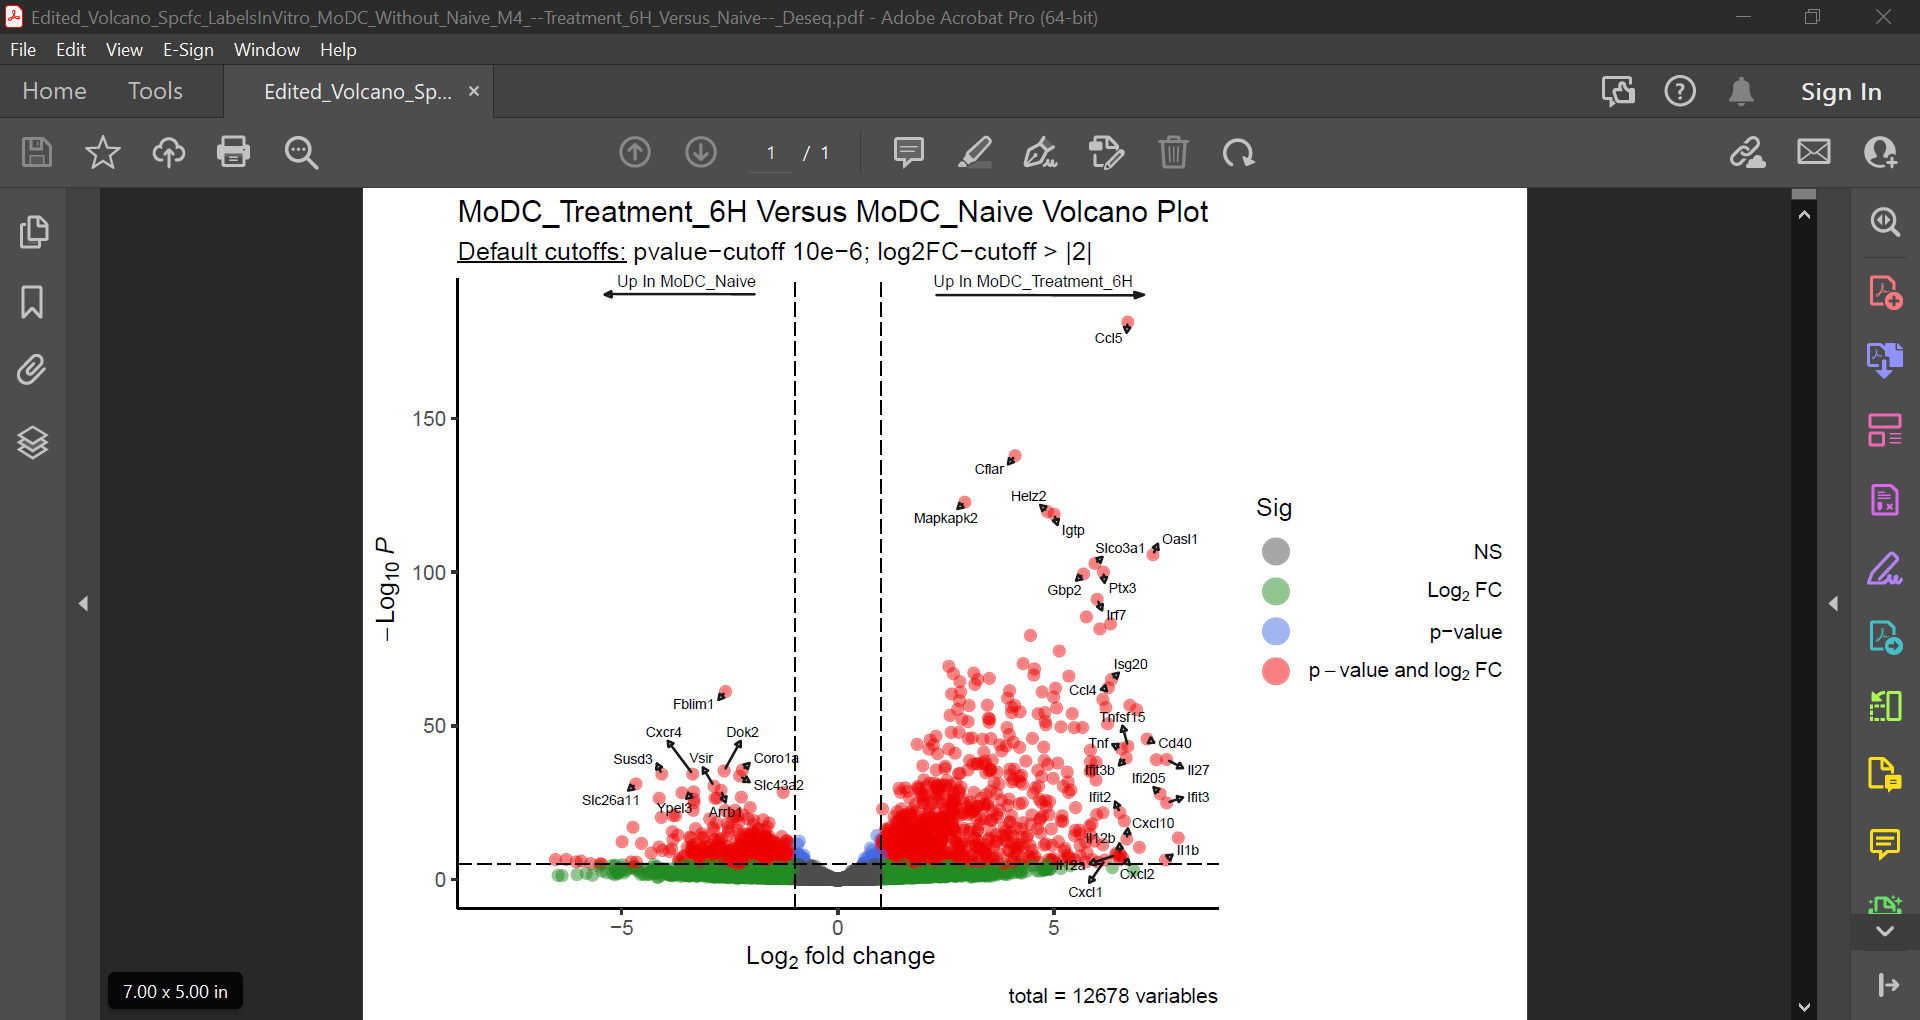 Edited_Volcano_Spcfc_LabelsInVitro_MoDC_Without_Naive_M4_--Treatment_6H_Versus_Naive--_Deseq.pdf - Adobe Acrobat Pro (64-bit)
File Edit View E-Sign Window Help
Home Tools Edited_Volcano_Sp... × Sign In
1 / 1
MoDC_Treatment_6H Versus MoDC_Naive Volcano Plot
Default cutoffs: pvalue−cutoff 10e−6; log2FC−cutoff > |2|
Up In MoDC_Naive
Up In MoDC_Treatment_6H
Ccl5
150
Cflar
Helz2
Mapkapk2
Igtp
Oasl1
Slco3a1
100
Gbp2
Ptx3
Irf7
Isg20
Ccl4
Fblim1
Tnfsf15
50
Cxcr4
Dok2
Tnf
Cd40
Susd3
Vsir
Coro1a
Ifit3b
Il27
Ifi205
Slc43a2
Slc26a11
Ypel3
Arrb1
Ifit2
Ifit3
Cxcl10
Il12b
Il1b
Il12a
Cxcl2
0
Cxcl1
−5
0
5
−Log10 P
Log2 fold change
Sig
NS
Log2 FC
p−value
p − value and log2 FC
total = 12678 variables
7.00 x 5.00 in